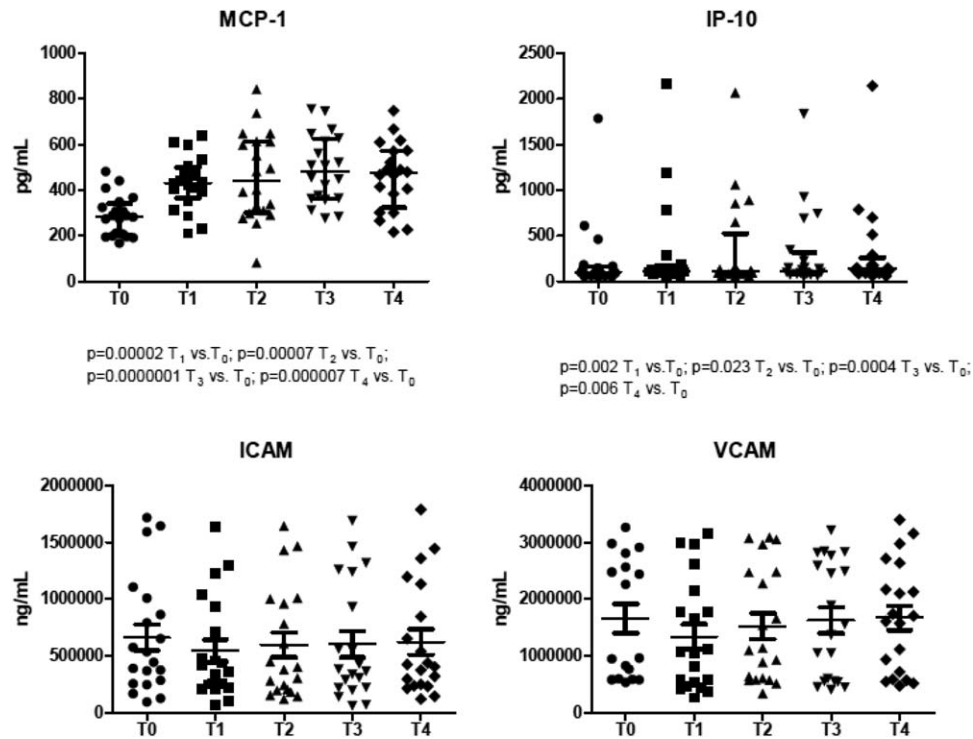 MCP-1
1000
800
600
400
200
0
pg/mL
T0 T1 T2 T3 T4
p=0.00002 T₁ vs.T₀; p=0.00007 T₂ vs. T₀;
p=0.0000001 T₃ vs. T₀; p=0.000007 T₄ vs. T₀
IP-10
2500
2000
1500
1000
500
0
pg/mL
T0 T1 T2 T3 T4
p=0.002 T₁ vs.T₀; p=0.023 T₂ vs. T₀; p=0.0004 T₃ vs. T₀;
p=0.006 T₄ vs. T₀
ICAM
2000000
1500000
1000000
500000
0
ng/mL
T0 T1 T2 T3 T4
VCAM
4000000
3000000
2000000
1000000
0
ng/mL
T0 T1 T2 T3 T4